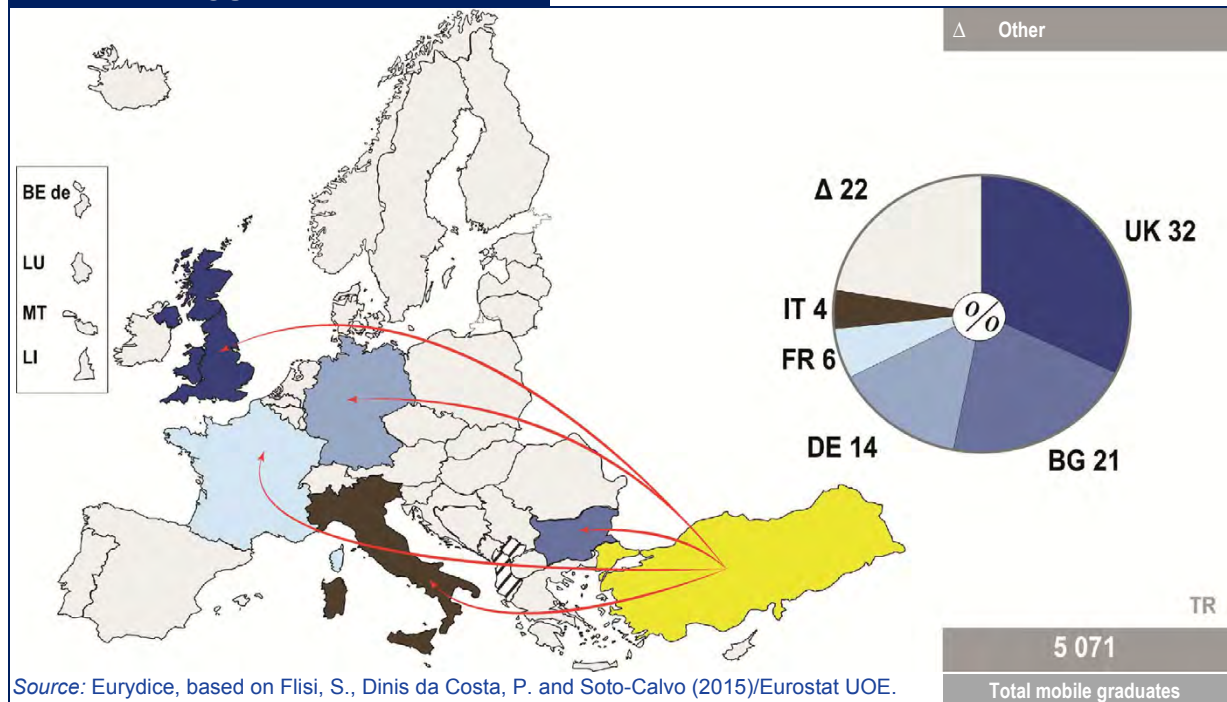 Δ Other
BE de
LU
MT
LI
Δ 22
UK 32
IT 4
%
FR 6
DE 14
BG 21
TR
5 071
Total mobile graduates
Source: Eurydice, based on Flisi, S., Dinis da Costa, P. and Soto-Calvo (2015)/Eurostat UOE.